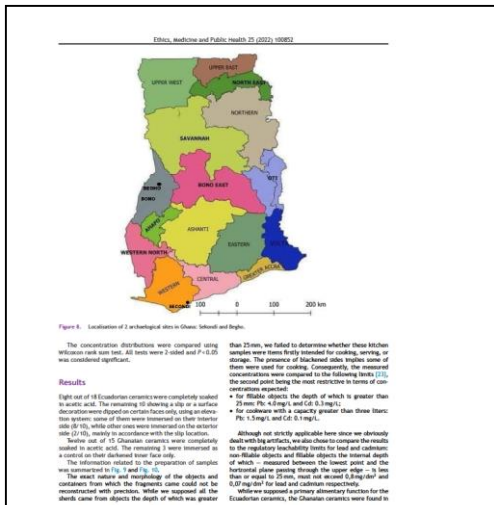 Ethics, Medicine and Public Health 25 (2022) 100852
UPPER EAST
UPPER WEST
NORTH EAST
NORTHERN
SAVANNAH
OTI
BEGHO
BONO
BONO EAST
AHAFO
ASHANTI
EASTERN
VOLTA
WESTERN NORTH
CENTRAL
GREATER ACCRA
WESTERN
SECONDI
100 0 100 200 km
Figure 8. Localisation of 2 archaeological sites in Ghana: Sekondi and Begho.
The concentration distributions were compared using
Wilcoxon rank sum test. All tests were 2-sided and P<0.05
was considered significant.
Results
Eight out of 18 Ecuadorian ceramics were completely soaked
in acetic acid. The remaining 10 showing a slip or a surface
decoration were dipped on certain faces only, using an eleva-
tion system: some of them were immersed on their interior
side (8/10), while other ones were immersed on the exterior
side (2/10), mainly in accordance with the slip location.
Twelve out of 15 Ghanaian ceramics were completely
soaked in acetic acid. The remaining 3 were immersed as
a control on their darkened inner face only.
The information related to the preparation of samples
was summarized in Fig. 9 and Fig. 10.
The exact nature and morphology of the objects and
containers from which the fragments came could not be
reconstructed with precision. While we supposed all the
sherds came from objects the depth of which was greater
than 25 mm, we failed to determine whether these kitchen
samples were items firstly intended for cooking, serving, or
storage. The presence of blackened sides implies some of
them were used for cooking. Consequently, the measured
concentrations were compared to the following limits [23],
the second point being the most restrictive in terms of con-
centrations expected:
• for fillable objects the depth of which is greater than
25 mm: Pb: 4.0 mg/L and Cd: 0.3 mg/L;
• for cookware with a capacity greater than three liters:
Pb: 1.5 mg/L and Cd: 0.1 mg/L.
Although not strictly applicable here since we obviously
dealt with big artifacts, we also chose to compare the results
to the regulatory leachability limits for lead and cadmium:
non-fillable objects and fillable objects the internal depth
of which — measured between the lowest point and the
horizontal plane passing through the upper edge — is less
than or equal to 25 mm, must not exceed 0,8 mg/dm² and
0,07 mg/dm² for lead and cadmium respectively.
While we supposed a primary alimentary function for the
Ecuadorian ceramics, the Ghanaian ceramics were found in